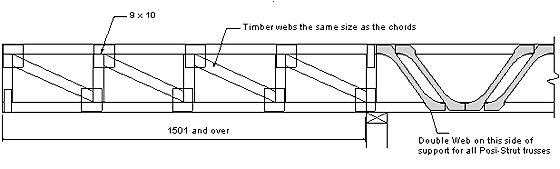 9 x 10
Timber webs the same size as the chords
1501 and over
Double Web on this side of
support for all Posi-Strut trusses